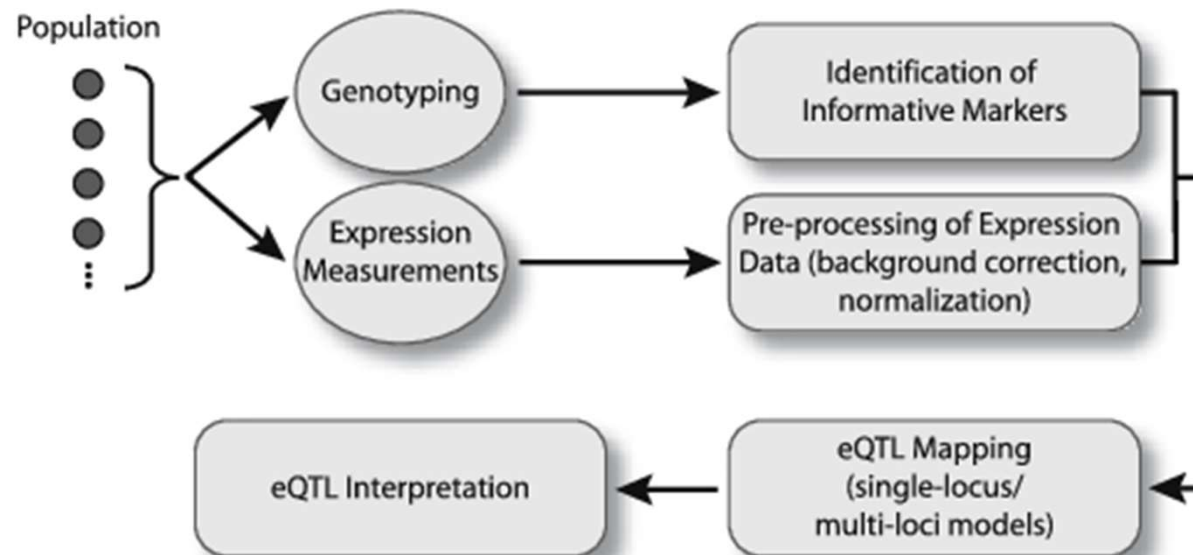 Population
Genotyping
Identification of
Informative Markers
Expression
Measurements
Pre-processing of Expression
Data (background correction,
normalization)
eQTL Interpretation
eQTL Mapping
(single-locus/
multi-loci models)